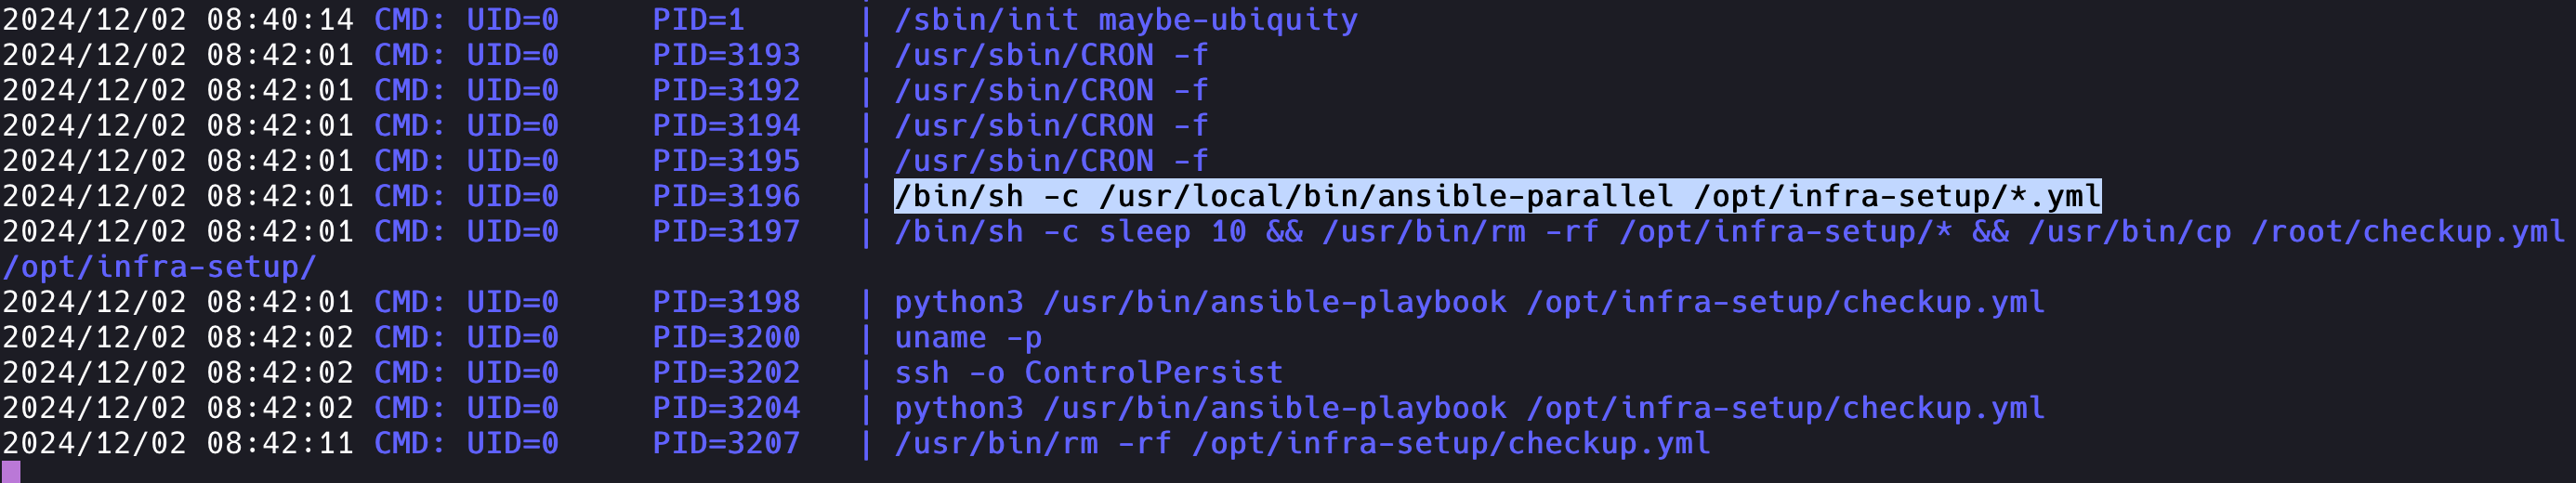 2024/12/02 08:40:14 CMD: UID=0     PID=1      | /sbin/init maybe-ubiquity
2024/12/02 08:42:01 CMD: UID=0     PID=3193   | /usr/sbin/CRON -f
2024/12/02 08:42:01 CMD: UID=0     PID=3192   | /usr/sbin/CRON -f
2024/12/02 08:42:01 CMD: UID=0     PID=3194   | /usr/sbin/CRON -f
2024/12/02 08:42:01 CMD: UID=0     PID=3195   | /usr/sbin/CRON -f
2024/12/02 08:42:01 CMD: UID=0     PID=3196   | /bin/sh -c /usr/local/bin/ansible-parallel /opt/infra-setup/*.yml
2024/12/02 08:42:01 CMD: UID=0     PID=3197   | /bin/sh -c sleep 10 && /usr/bin/rm -rf /opt/infra-setup/* && /usr/bin/cp /root/checkup.yml
/opt/infra-setup/
2024/12/02 08:42:01 CMD: UID=0     PID=3198   | python3 /usr/bin/ansible-playbook /opt/infra-setup/checkup.yml
2024/12/02 08:42:02 CMD: UID=0     PID=3200   | uname -p
2024/12/02 08:42:02 CMD: UID=0     PID=3202   | ssh -o ControlPersist
2024/12/02 08:42:02 CMD: UID=0     PID=3204   | python3 /usr/bin/ansible-playbook /opt/infra-setup/checkup.yml
2024/12/02 08:42:11 CMD: UID=0     PID=3207   | /usr/bin/rm -rf /opt/infra-setup/checkup.yml